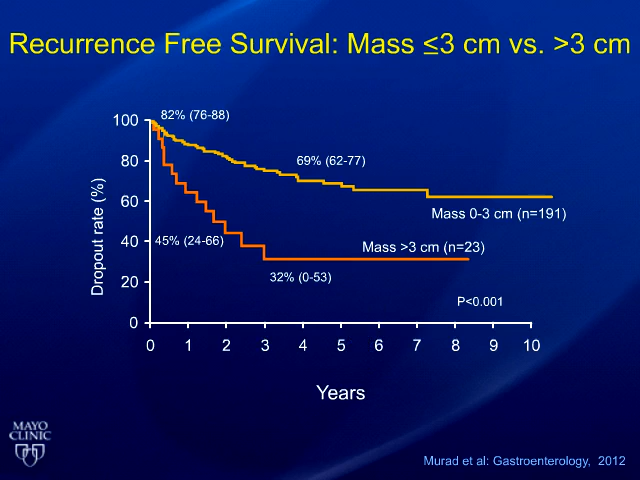 Recurrence Free Survival: Mass ≤3 cm vs. >3 cm
Dropout rate (%)
100
80
60
40
20
0
82% (76-88)
69% (62-77)
Mass 0-3 cm (n=191)
45% (24-66)
Mass >3 cm (n=23)
32% (0-53)
P<0.001
0 1 2 3 4 5 6 7 8 9 10
Years
MAYO
CLINIC
Murad et al: Gastroenterology, 2012